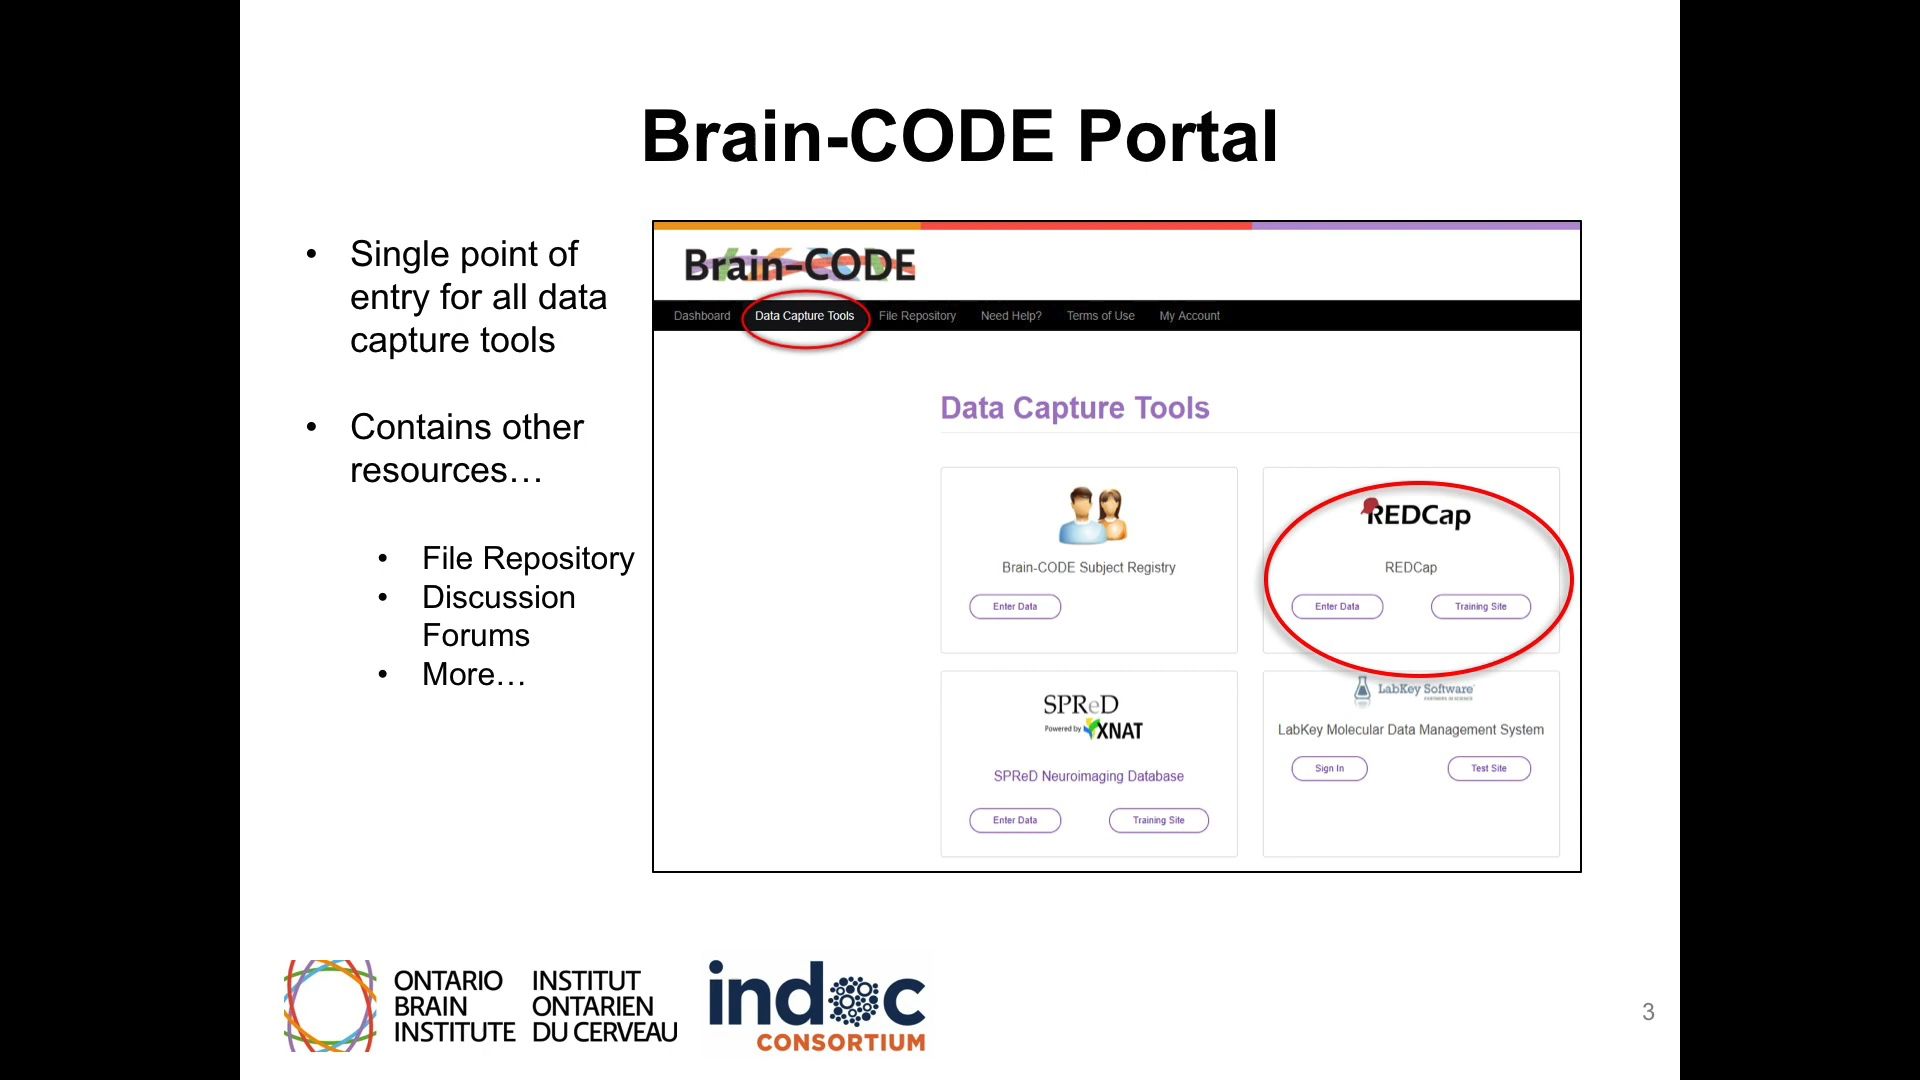 Brain-CODE Portal
• Single point of
entry for all data
capture tools
• Contains other
resources…
• File Repository
• Discussion
Forums
• More…
Brain-CODE
Dashboard Data Capture Tools File Repository Need Help? Terms of Use My Account
Data Capture Tools
Brain-CODE Subject Registry
Enter Data
REDCap
REDCap
Enter Data Training Site
SPReD
Powered by XNAT
SPReD Neuroimaging Database
Enter Data Training Site
LabKey Software
PARTNERS IN SCIENCE
LabKey Molecular Data Management System
Sign In Test Site
ONTARIO
BRAIN
INSTITUTE
INSTITUT
ONTARIEN
DU CERVEAU
indoc
CONSORTIUM
3